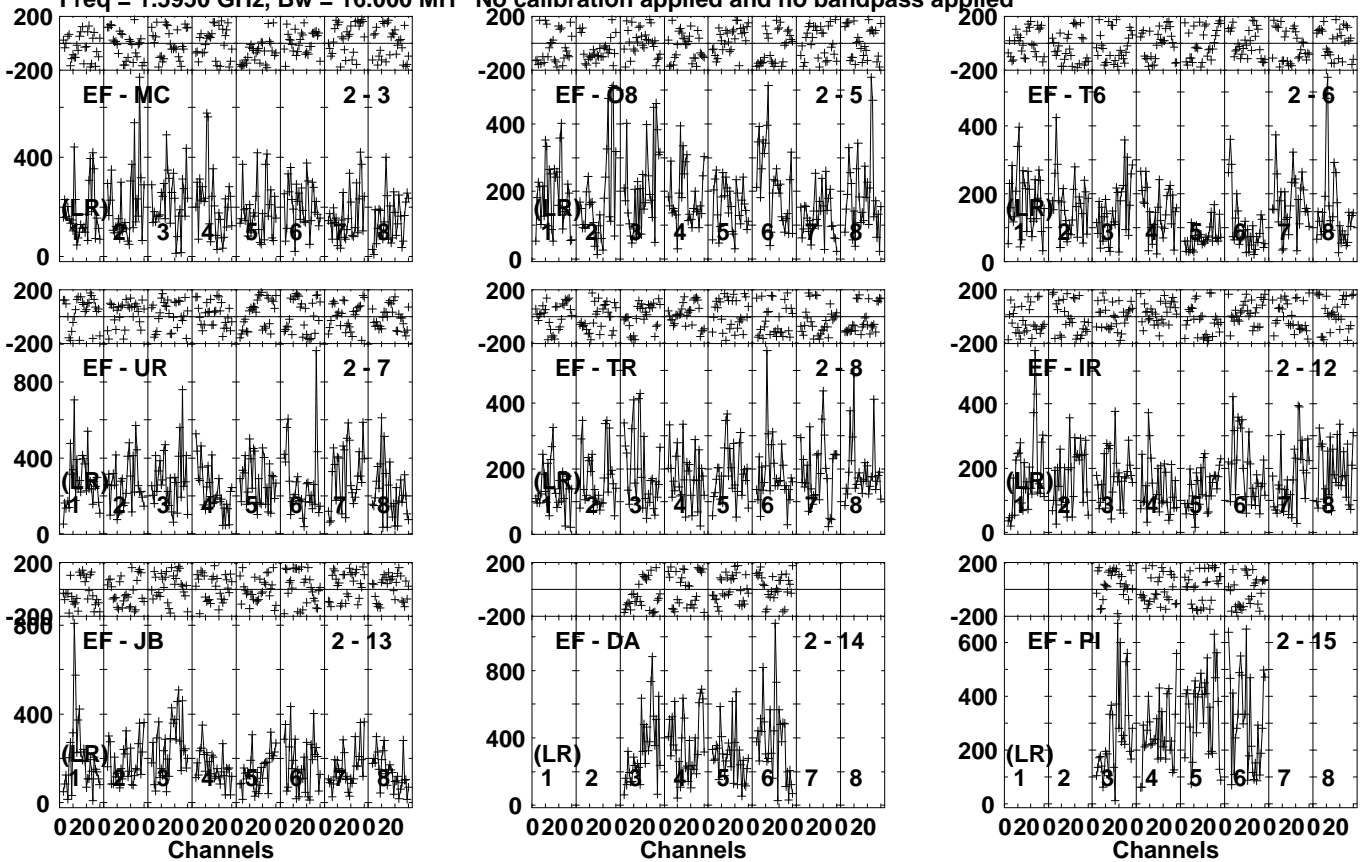 Freq = 1.5950 GHz, Bw = 16.000 MH No calibration applied and no bandpass applied
200 200 200
-200 -200 -200
EF - MC 2 - 3 EF - O8 2 - 5 EF - T6 2 - 6
400 400 400
200 200
(LR) (LR) (LR)
1 2 3 4 5 6 7 8 1 2 3 4 5 6 7 8 1 2 3 4 5 6 7 8
0 0 0
200 200 200
-200 -200 -200
EF - UR 2 - 7 EF - TR 2 - 8 EF - IR 2 - 12
800 400 400
400 200 200
(LR) (LR) (LR)
1 2 3 4 5 6 7 8 1 2 3 4 5 6 7 8 1 2 3 4 5 6 7 8
0 0 0
200 200 200
-200 -200 -200
800 600
EF - JB 2 - 13 EF - DA 2 - 14 EF - PI 2 - 15
800
400 400 400
200
(LR) (LR) (LR)
1 2 3 4 5 6 7 8 1 2 3 4 5 6 7 8 1 2 3 4 5 6 7 8
0 0 0
0 20 0 20 0 20 0 20 0 20 0 20 0 20 0 20 0 20 0 20 0 20 0 20 0 20 0 20 0 20 0 20 0 20 0 20 0 20 0 20 0 20 0 20 0 20 0 20
Channels Channels Channels